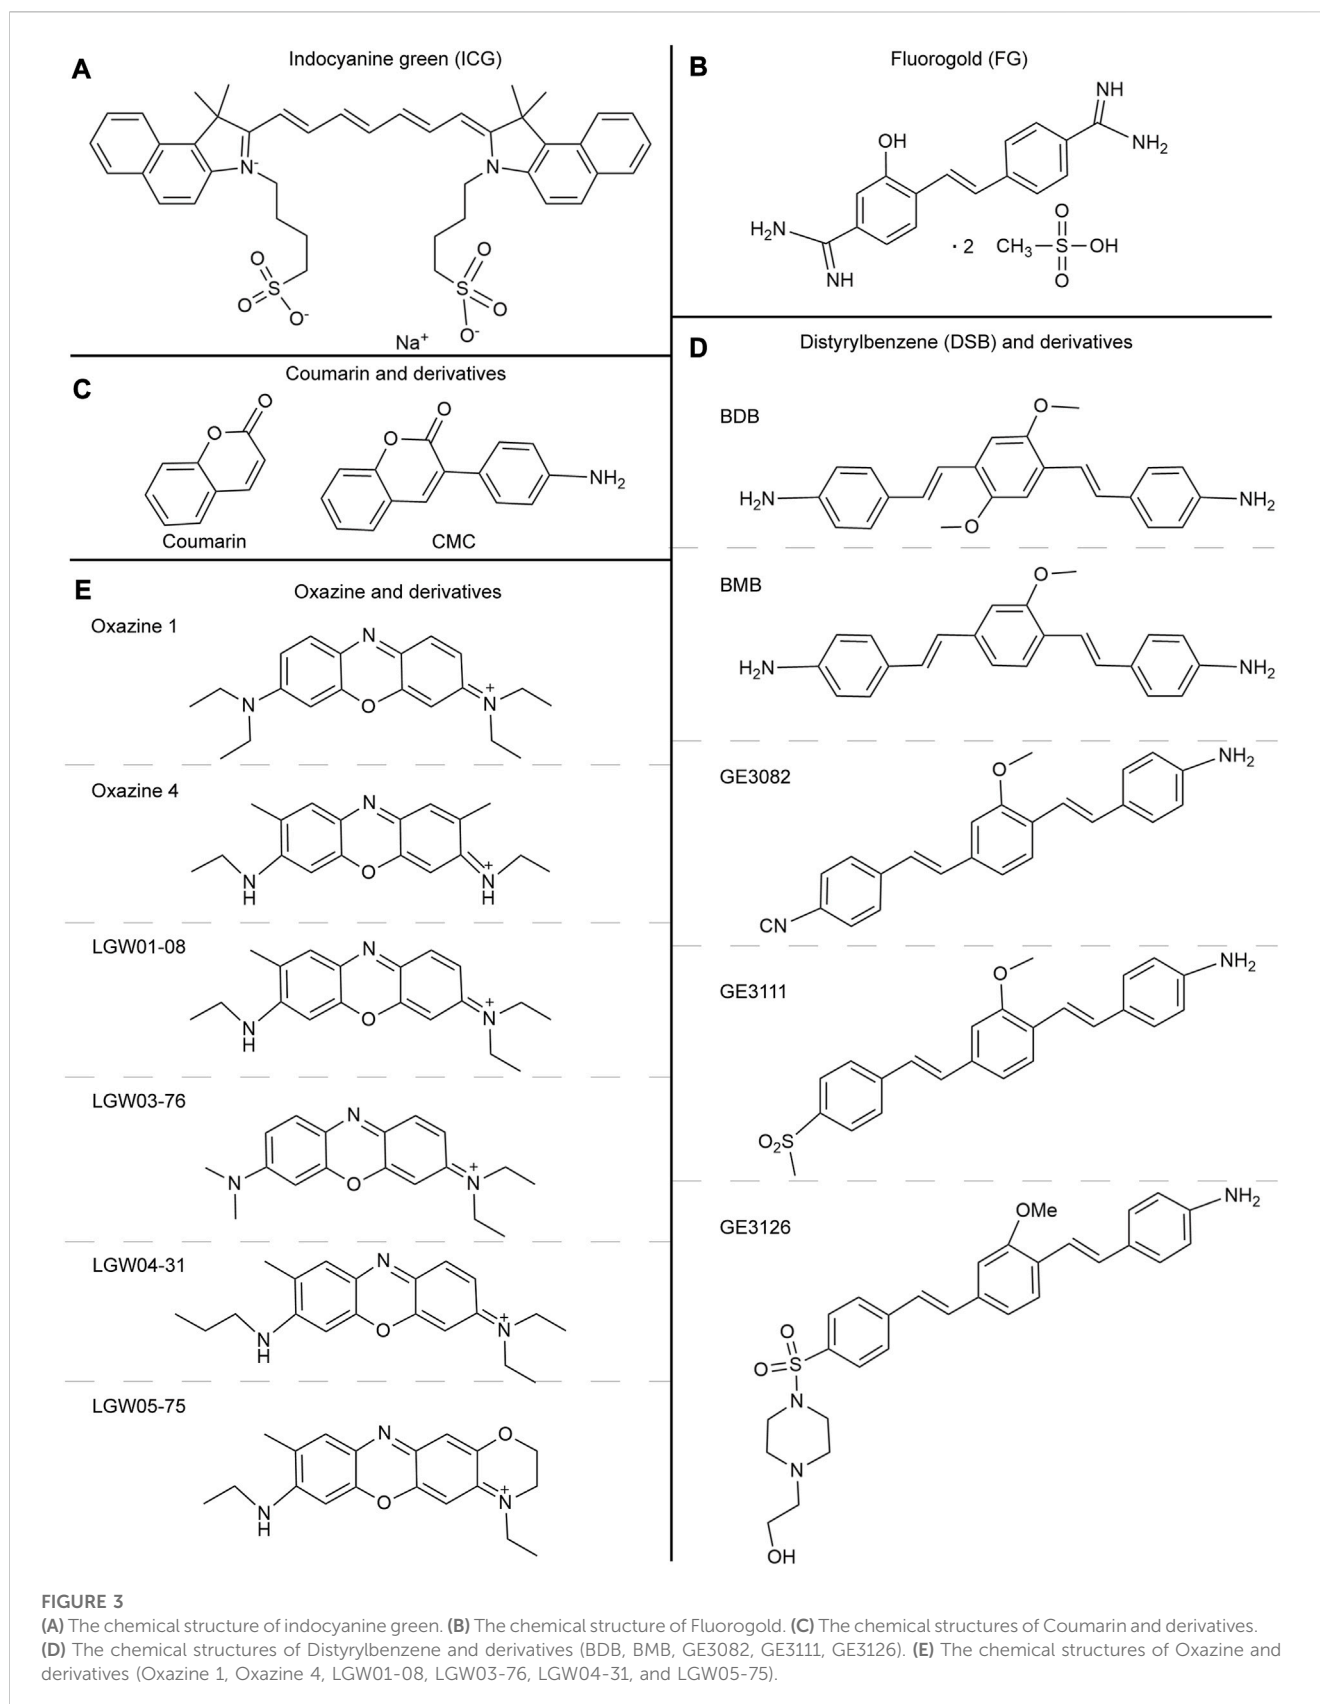 A
Indocyanine green (ICG)
N-
N
O
O
S
O-
O
S
O
O-
Na+
B
Fluorogold (FG)
NH
NH2
OH
H2N
NH
· 2
O
CH3
S
OH
O
C
Coumarin and derivatives
O
O
Coumarin
O
O
NH2
CMC
D
Distyrylbenzene (DSB) and derivatives
BDB
O
H2N
NH2
O
BMB
O
H2N
NH2
GE3082
O
NH2
CN
GE3111
O
NH2
O2S
GE3126
OMe
NH2
O
O=S
N
N
OH
E
Oxazine and derivatives
Oxazine 1
N
N
O
N+
Oxazine 4
N
N
H
O
N+
H
LGW01-08
N
N
H
O
N+
LGW03-76
N
N
O
N+
LGW04-31
N
N
H
O
N+
LGW05-75
N
O
N
H
O
N+
FIGURE 3
(A) The chemical structure of indocyanine green. (B) The chemical structure of Fluorogold. (C) The chemical structures of Coumarin and derivatives.
(D) The chemical structures of Distyrylbenzene and derivatives (BDB, BMB, GE3082, GE3111, GE3126). (E) The chemical structures of Oxazine and
derivatives (Oxazine 1, Oxazine 4, LGW01-08, LGW03-76, LGW04-31, and LGW05-75).